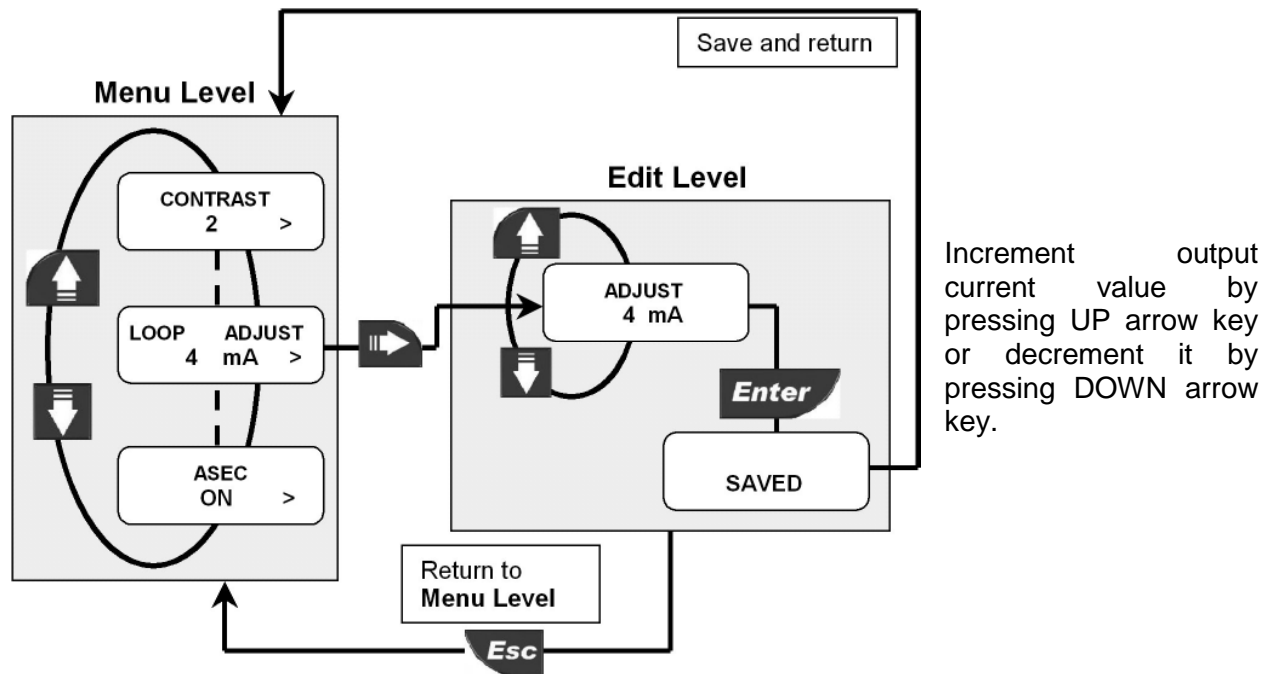 Save and return
Menu Level
CONTRAST
2 >
LOOP ADJUST
4 mA >
ASEC
ON >
Edit Level
ADJUST
4 mA
Enter
SAVED
Return to
Menu Level
Esc
Increment output
current value by
pressing UP arrow key
or decrement it by
pressing DOWN arrow
key.